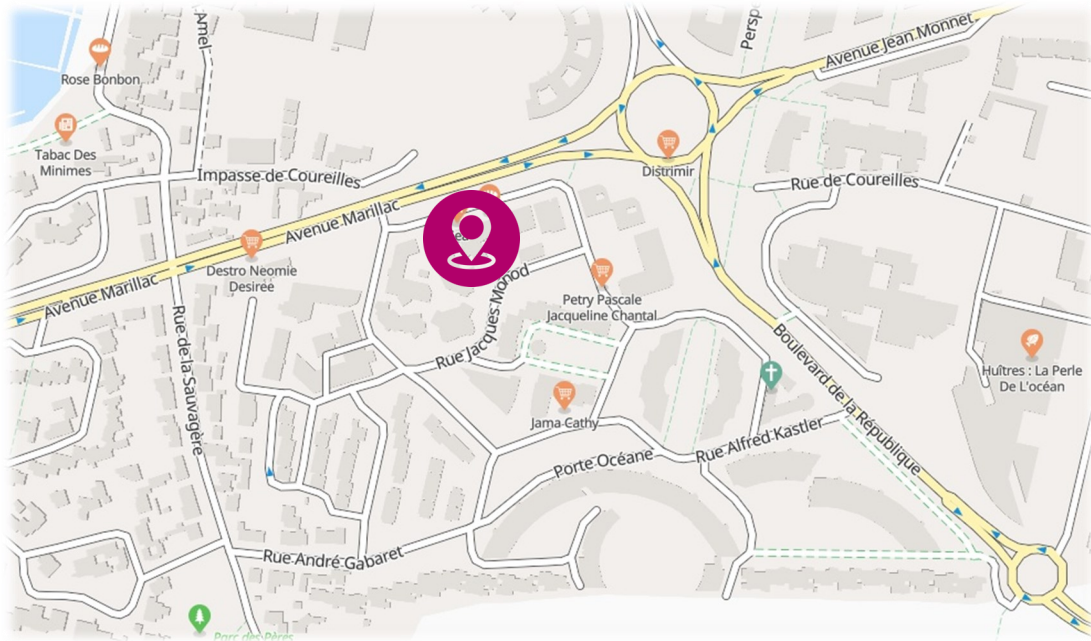 Amel
Persp
Avenue Jean Monnet
Rose Bonbon
Tabac Des
Minimes
Distrimir
Impasse de Coureilles
Rue de Coureilles
Avenue Marillac
Destro Neomie
Desiree
Avenue Marillac
Rue Jacques Monod
Petry Pascale
Jacqueline Chantal
Rue de la Sauvagère
Boulevard de la République
Huîtres : La Perle
De L'océan
Jama Cathy
Rue Alfred Kastler
Porte Océane
Rue André Gabaret
Parc des Pères